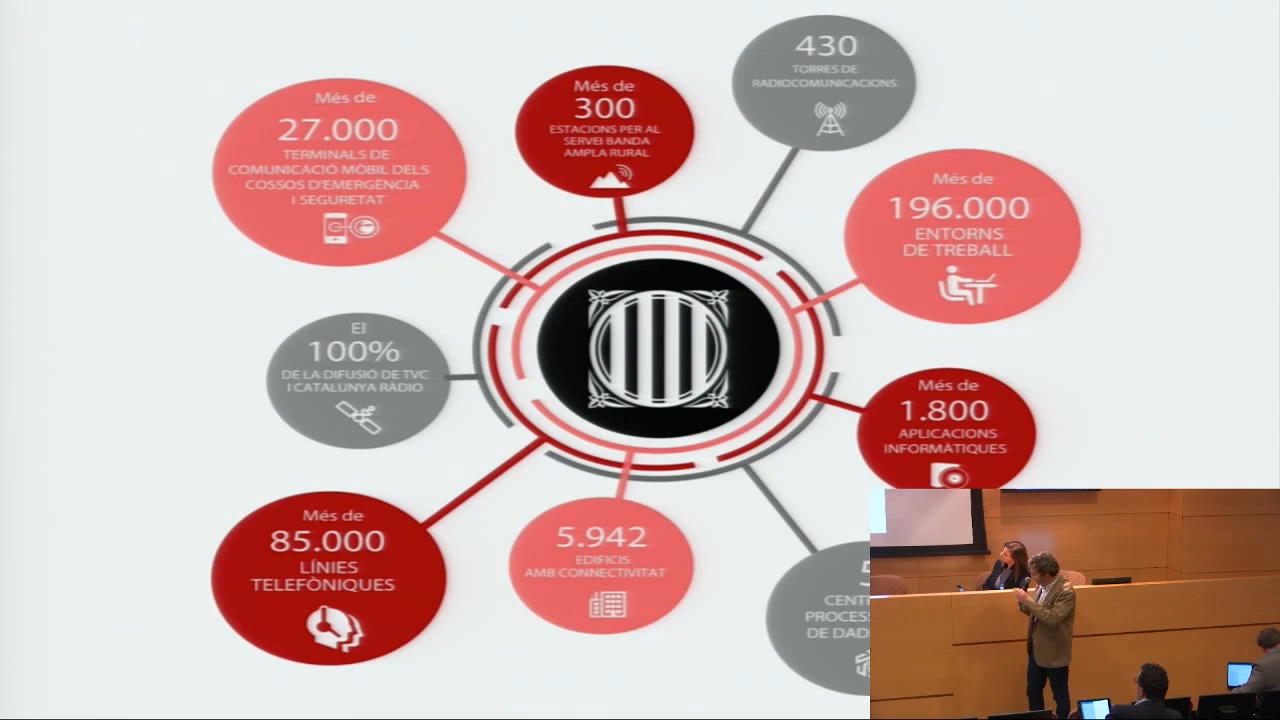 430
TORRES DE
RADIOCOMUNICACIONS
Més de
300
ESTACIONS PER AL
SERVEI BANDA
AMPLA RURAL
Més de
27.000
TERMINALS DE
COMUNICACIÓ MÒBIL DELS
COSSOS D'EMERGÈNCIA
I SEGURETAT
Més de
196.000
ENTORNS
DE TREBALL
El
100%
DE LA DIFUSIÓ DE TVC
I CATALUNYA RÀDIO
Més de
1.800
APLICACIONS
INFORMÀTIQUES
Més de
85.000
LÍNIES
TELEFÒNIQUES
5.942
EDIFICIS
AMB CONNECTIVITAT
CENT
PROCES
DE DAD